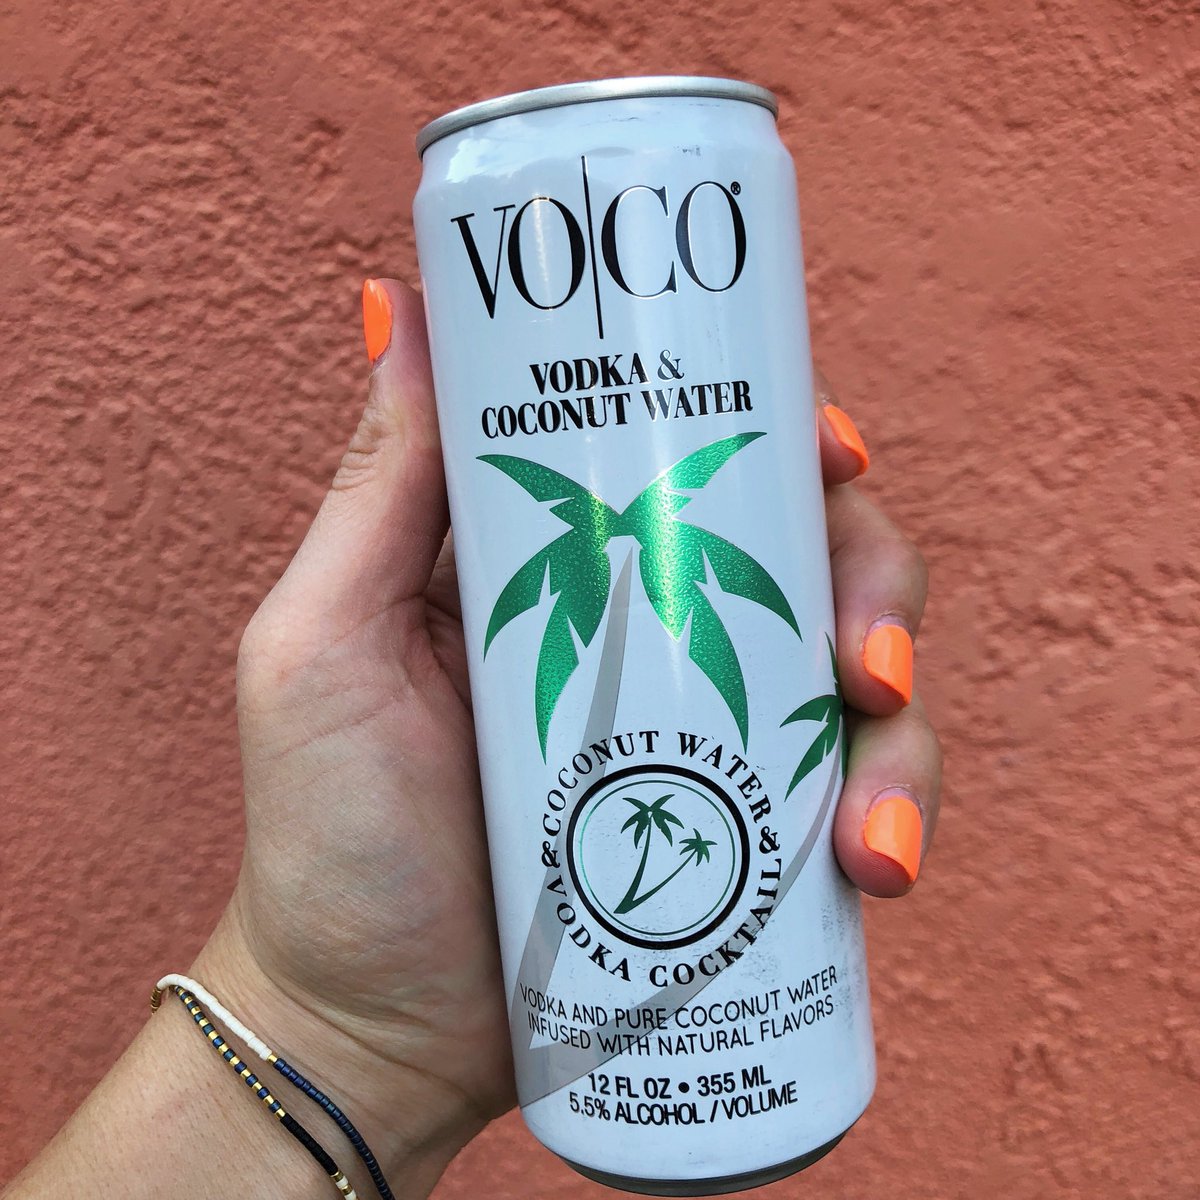 VO|CO®
VODKA &
COCONUT WATER
COCONUT WATER & VODKA COCKTAIL &
VODKA AND PURE COCONUT WATER
INFUSED WITH NATURAL FLAVORS
12 FL OZ • 355 ML
5.5% ALCOHOL / VOLUME